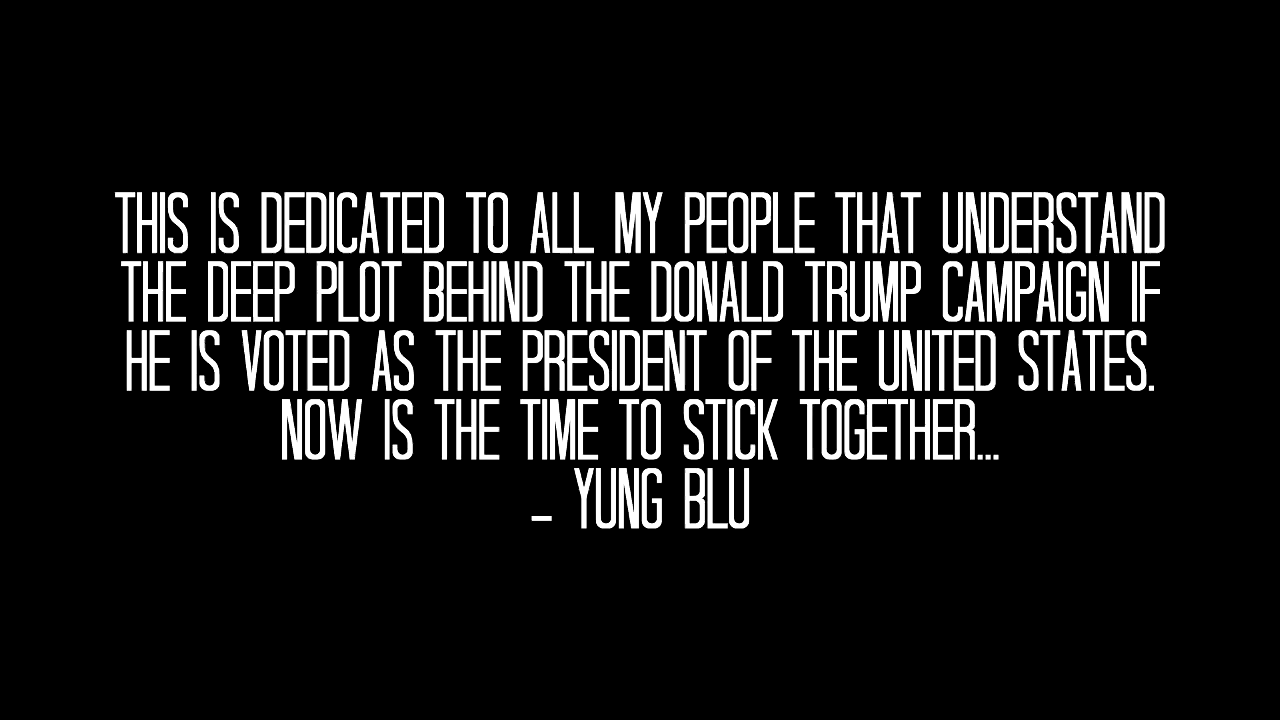 THIS IS DEDICATED TO ALL MY PEOPLE THAT UNDERSTAND
THE DEEP PLOT BEHIND THE DONALD TRUMP CAMPAIGN IF
HE IS VOTED AS THE PRESIDENT OF THE UNITED STATES.
NOW IS THE TIME TO STICK TOGETHER...
– YUNG BLU